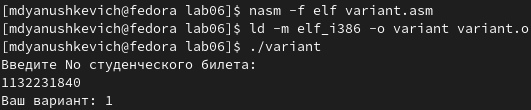 [mdyanushkevich@fedora lab06]$ nasm -f elf variant.asm
[mdyanushkevich@fedora lab06]$ ld -m elf_i386 -o variant variant.o
[mdyanushkevich@fedora lab06]$ ./variant
Введите No студенческого билета:
1132231840
Ваш вариант: 1